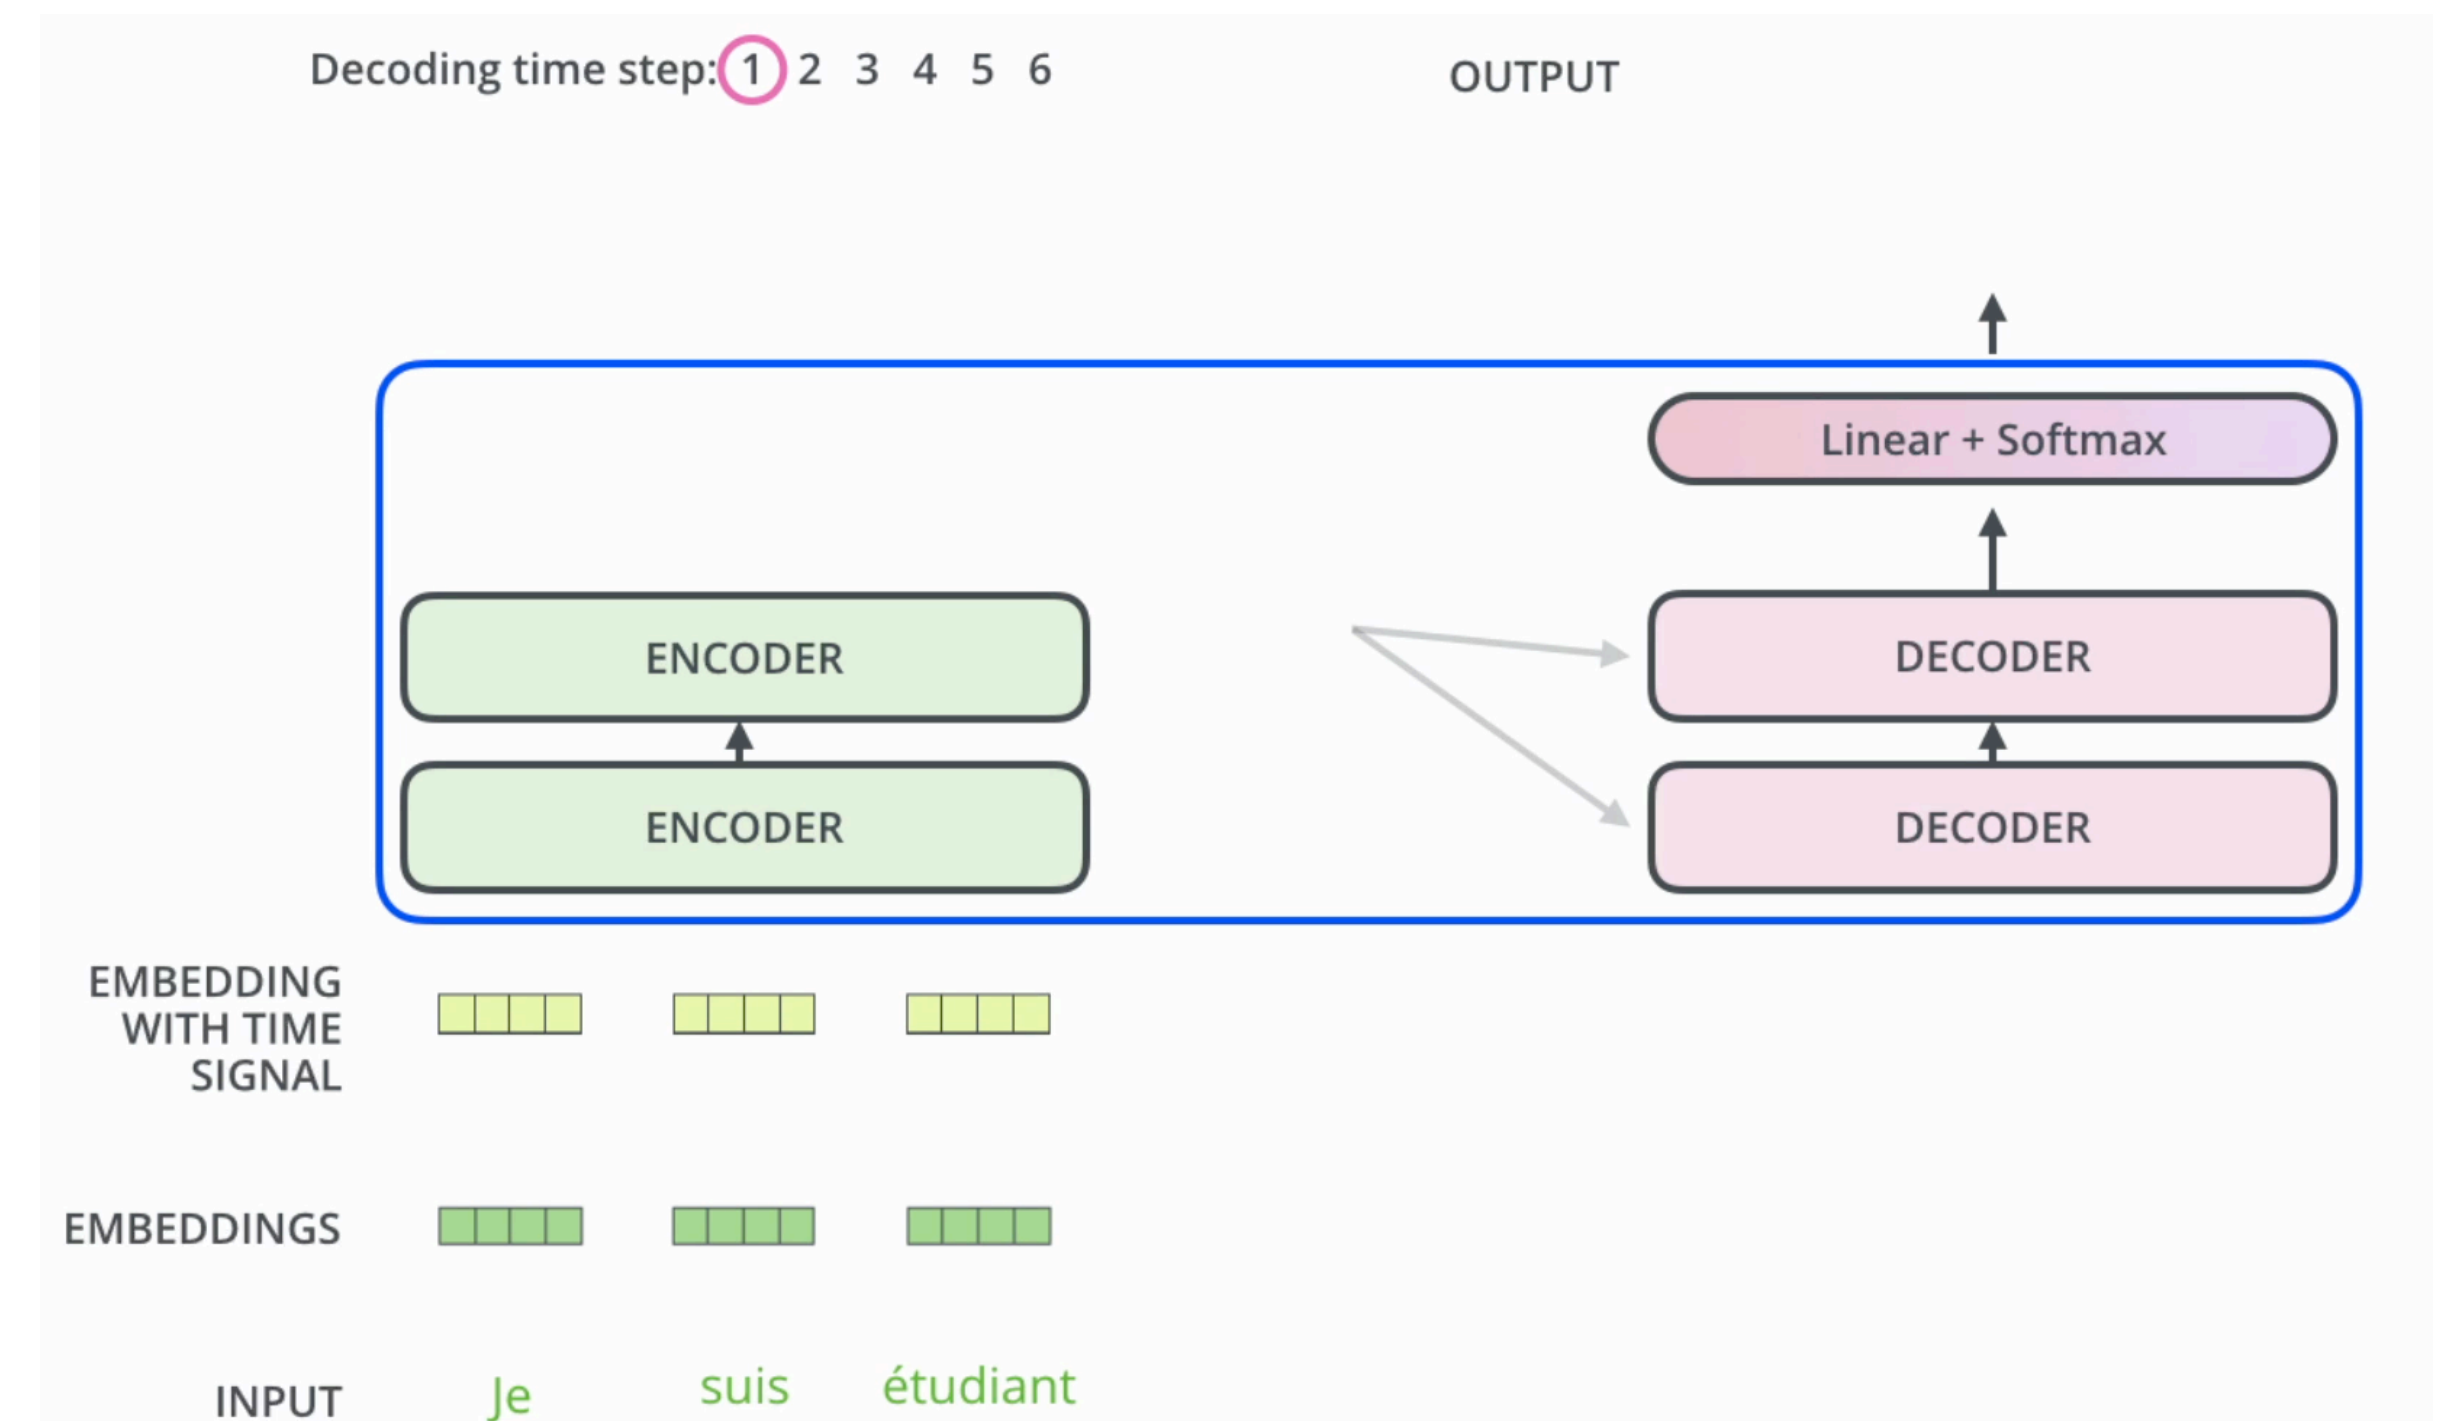 Decoding time step: 1 2 3 4 5 6
OUTPUT
Linear + Softmax
ENCODER
DECODER
ENCODER
DECODER
EMBEDDING
WITH TIME
SIGNAL
EMBEDDINGS
INPUT Je suis étudiant